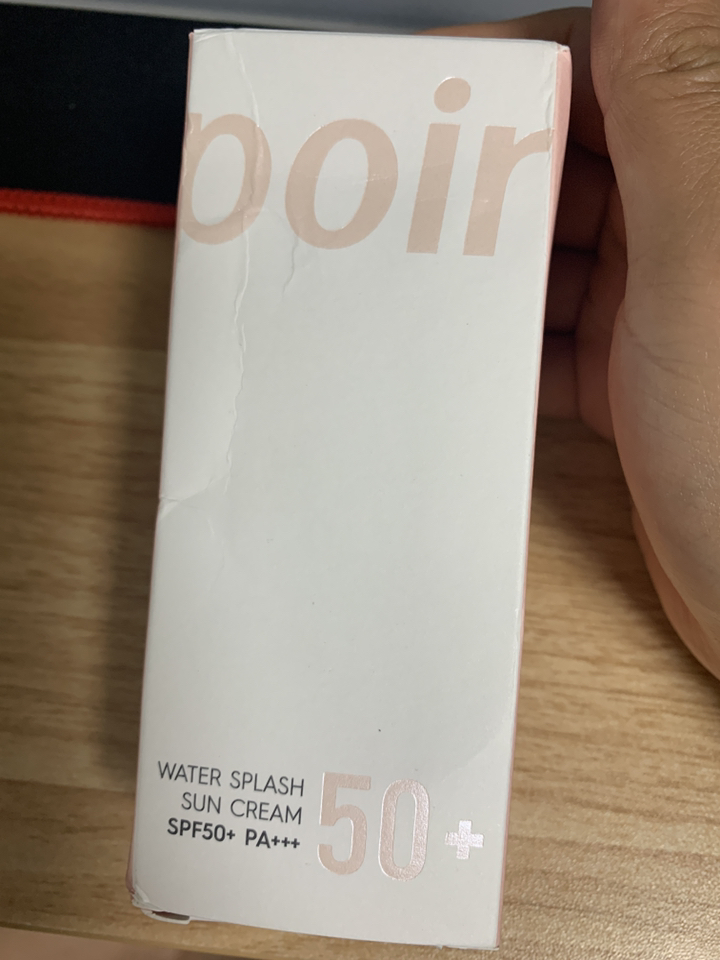 poir
WATER SPLASH
SUN CREAM
SPF50+ PA+++
50+